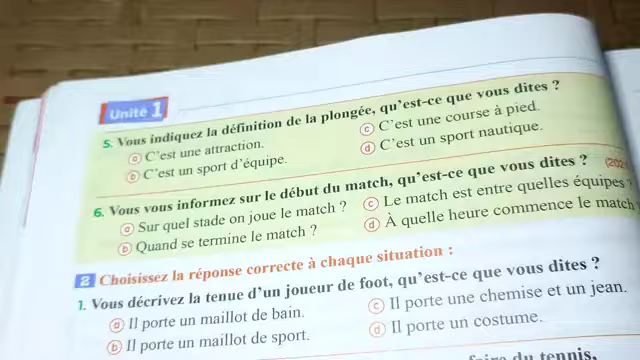 Unité 1
5. Vous indiquez la définition de la plongée, qu'est-ce que vous dites ?
ⓐ C'est une attraction.
ⓒ C'est une course à pied.
ⓑ C'est un sport d'équipe.
ⓓ C'est un sport nautique.
6. Vous vous informez sur le début du match, qu'est-ce que vous dites ?
ⓐ Sur quel stade on joue le match ?
ⓒ Le match est entre quelles équipes ?
ⓑ Quand se termine le match ?
ⓓ À quelle heure commence le match
2 Choisissez la réponse correcte à chaque situation :
1. Vous décrivez la tenue d'un joueur de foot, qu'est-ce que vous dites ?
ⓐ Il porte un maillot de bain.
ⓒ Il porte une chemise et un jean.
ⓑ Il porte un maillot de sport.
ⓓ Il porte un costume.
faire du tennis,